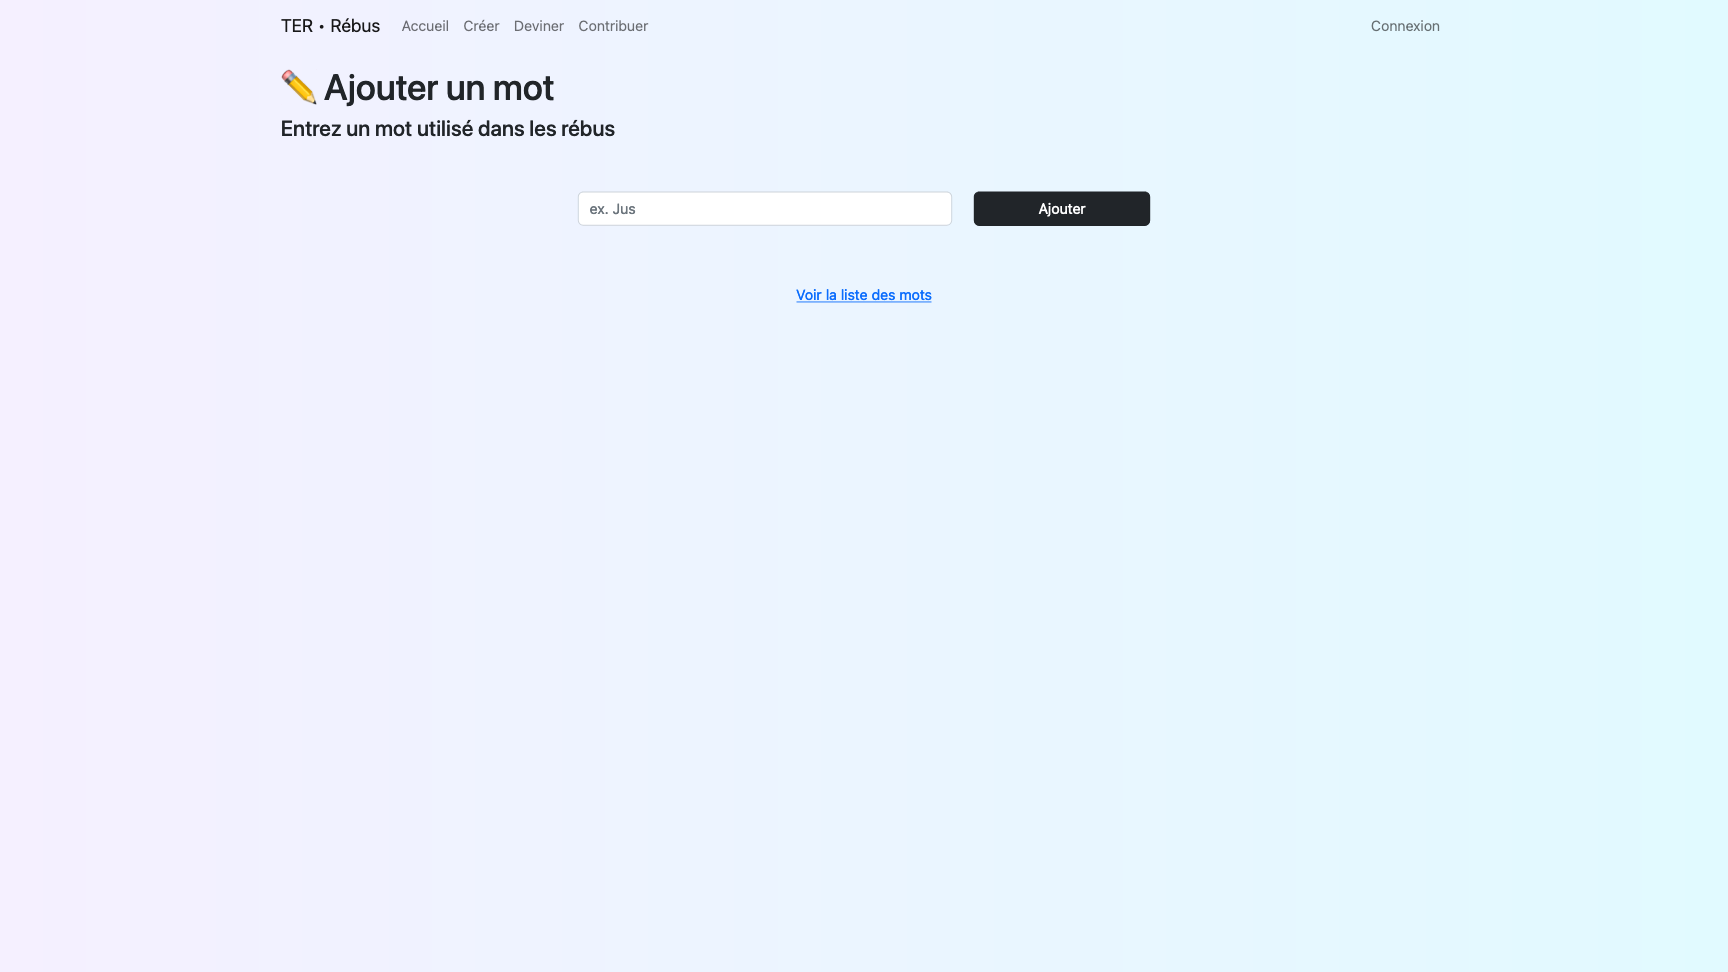 TER • Rébus Accueil Créer Deviner Contribuer Connexion
Ajouter un mot
Entrez un mot utilisé dans les rébus
ex. Jus Ajouter
Voir la liste des mots